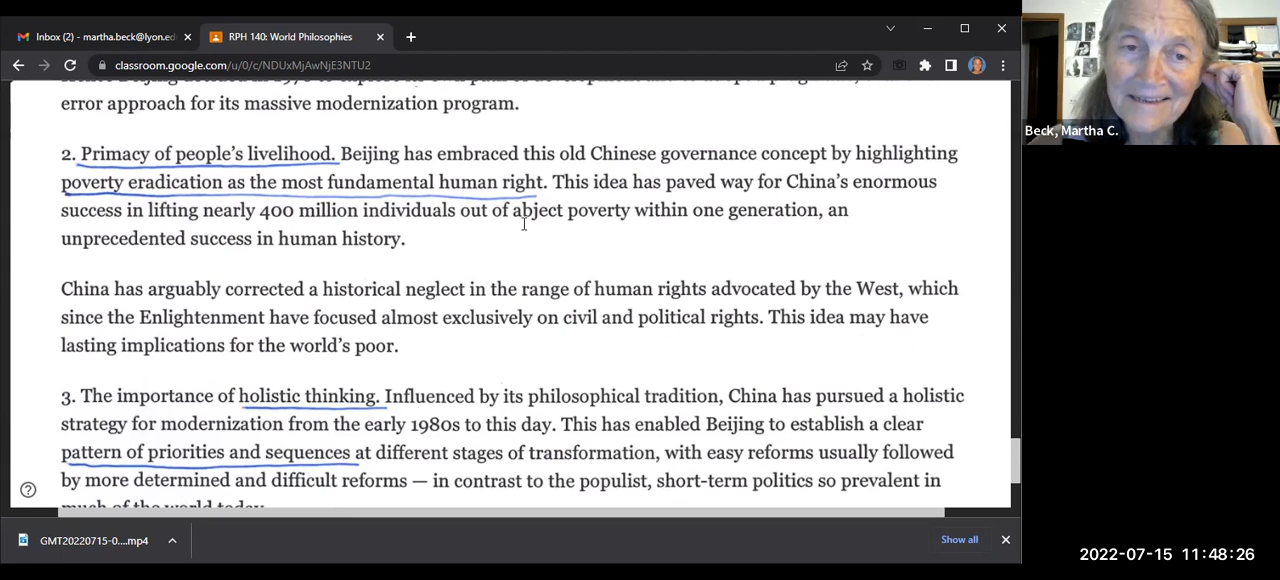 Inbox (2) - martha.beck@lyon.ed
RPH 140: World Philosophies
classroom.google.com/u/0/c/NDUxMjAwNjE3NTU2
error approach for its massive modernization program.
2. Primacy of people's livelihood. Beijing has embraced this old Chinese governance concept by highlighting
poverty eradication as the most fundamental human right. This idea has paved way for China's enormous
success in lifting nearly 400 million individuals out of abject poverty within one generation, an
unprecedented success in human history.
China has arguably corrected a historical neglect in the range of human rights advocated by the West, which
since the Enlightenment have focused almost exclusively on civil and political rights. This idea may have
lasting implications for the world's poor.
3. The importance of holistic thinking. Influenced by its philosophical tradition, China has pursued a holistic
strategy for modernization from the early 1980s to this day. This has enabled Beijing to establish a clear
pattern of priorities and sequences at different stages of transformation, with easy reforms usually followed
by more determined and difficult reforms — in contrast to the populist, short-term politics so prevalent in
much of the world today.
GMT20220715-0....mp4
Show all
Beck, Martha C.
2022-07-15 11:48:26